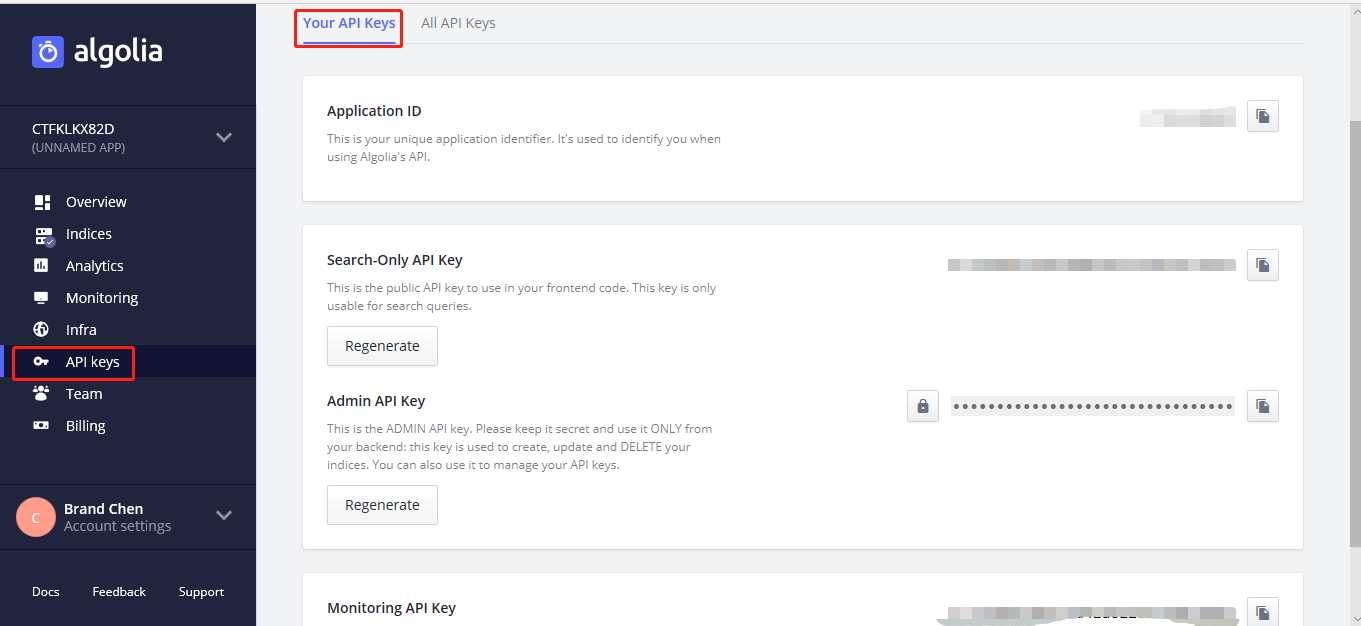 algolia
CTFKLKX82D
(UNNAMED APP)
Overview
Indices
Analytics
Monitoring
Infra
API keys
Team
Billing
C
Brand Chen
Account settings
Docs Feedback Support
Your API Keys All API Keys
Application ID
This is your unique application identifier. It's used to identify you when
using Algolia's API.
Search-Only API Key
This is the public API key to use in your frontend code. This key is only
usable for search queries.
Regenerate
Admin API Key
This is the ADMIN API key. Please keep it secret and use it ONLY from
your backend: this key is used to create, update and DELETE your
indices. You can also use it to manage your API keys.
Regenerate
Monitoring API Key